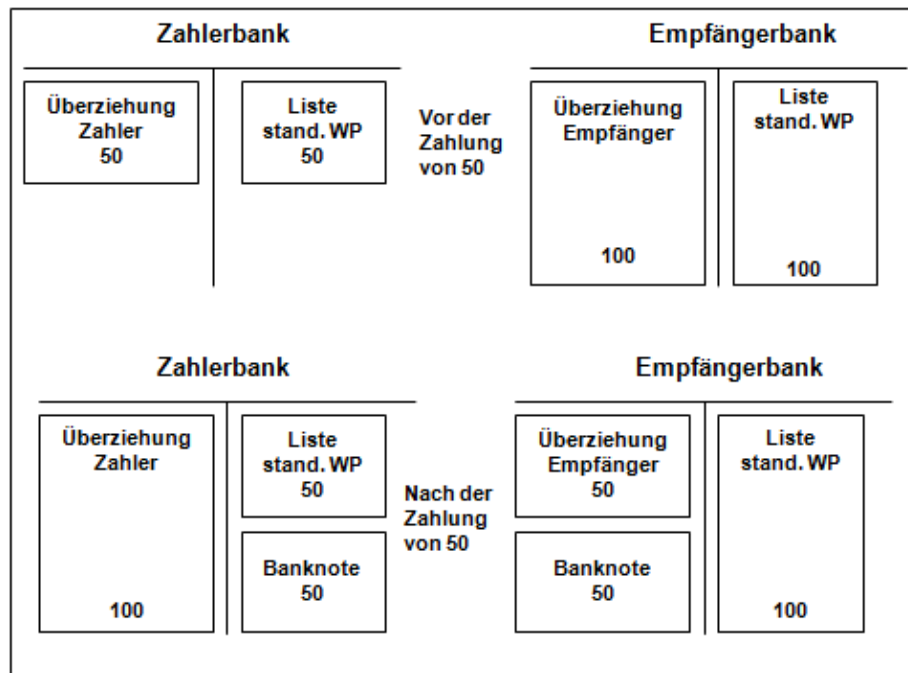 Zahlerbank
Empfängerbank
Überziehung
Zahler
50
Liste
stand. WP
50
Vor der
Zahlung
von 50
Überziehung
Empfänger
100
Liste
stand. WP
100
Zahlerbank
Empfängerbank
Überziehung
Zahler
100
Liste
stand. WP
50
Banknote
50
Nach der
Zahlung
von 50
Überziehung
Empfänger
50
Banknote
50
Liste
stand. WP
100